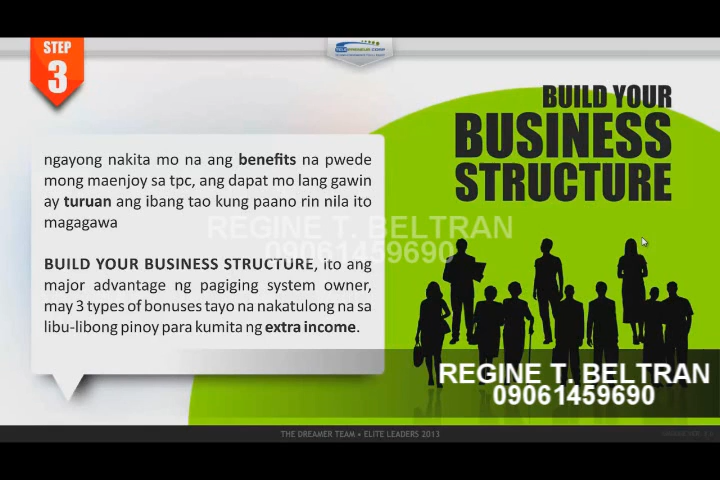 STEP
3
BUILD YOUR
BUSINESS
STRUCTURE
ngayong nakita mo na ang benefits na pwede
mong maenjoy sa tpc, ang dapat mo lang gawin
ay turuan ang ibang tao kung paano rin nila ito
magagawa
REGINE T. BELTRAN
09061459690
BUILD YOUR BUSINESS STRUCTURE, ito ang
major advantage ng pagiging system owner,
may 3 types of bonuses tayo na nakatulong na sa
libu-libong pinoy para kumita ng extra income.
REGINE T. BELTRAN
09061459690
THE DREAMER TEAM • ELITE LEADERS 2013